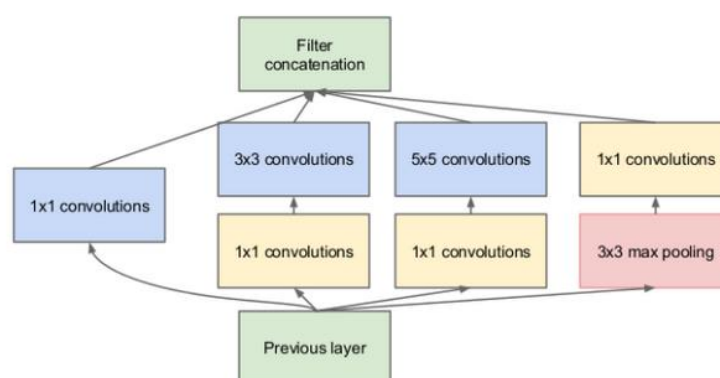 Filter
concatenation
3x3 convolutions
5x5 convolutions
1x1 convolutions
1x1 convolutions
1x1 convolutions
1x1 convolutions
3x3 max pooling
Previous layer